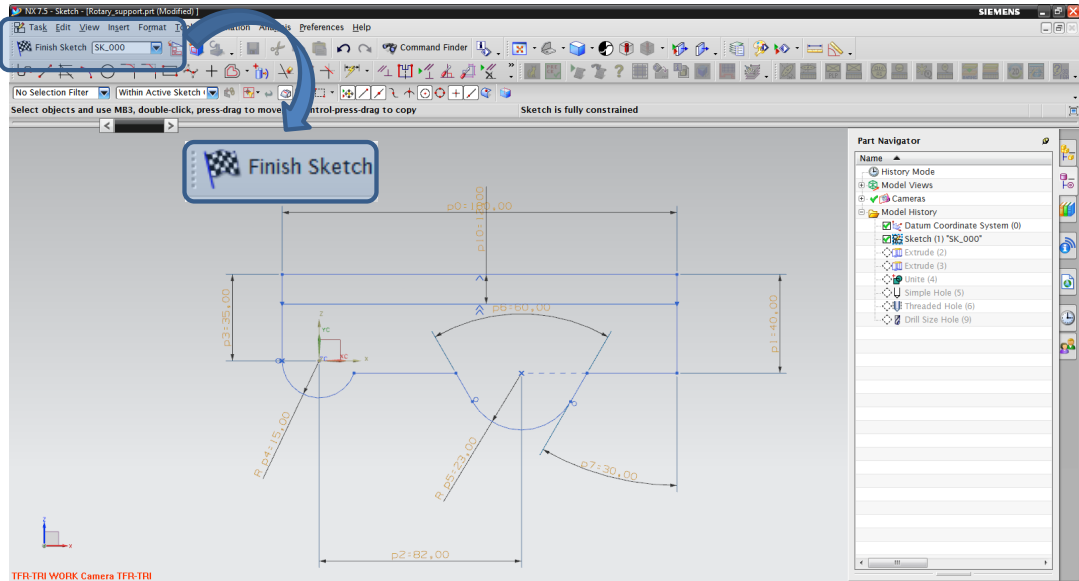 NX 7.5 - Sketch - [Rotary_support.prt (Modified) ]
SIEMENS
Task Edit View Insert Format Preferences Help
Finish Sketch SK_000
Command Finder
No Selection Filter Within Active Sketch
Select objects and use MB3, double-click, press-drag to move
ntrol-press-drag to copy
Sketch is fully constrained
Finish Sketch
Part Navigator
Name
History Mode
Model Views
Cameras
Model History
Datum Coordinate System (0)
Sketch (1) "SK_000"
Extrude (2)
Extrude (3)
Unite (4)
Simple Hole (5)
Threaded Hole (6)
Drill Size Hole (9)
p3=35,00
p6=60,00
p1=40,00
Z
YC
XC
X
R p4=15,00
R p5=23,00
p7=30,00
p2=82,00
Z
X
TFR-TRI WORK Camera TFR-TRI